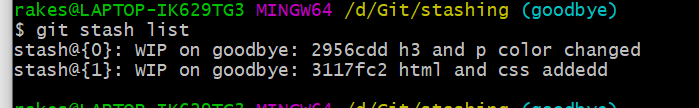 rakes@LAPTOP-IK629TG3 MINGW64 /d/Git/stashing (goodbye)
$ git stash list
stash@{0}: WIP on goodbye: 2956cdd h3 and p color changed
stash@{1}: WIP on goodbye: 3117fc2 html and css addedd
rakes@LAPTOP-IK629TG3 MINGW64 /d/Git/stashing (goodbye)